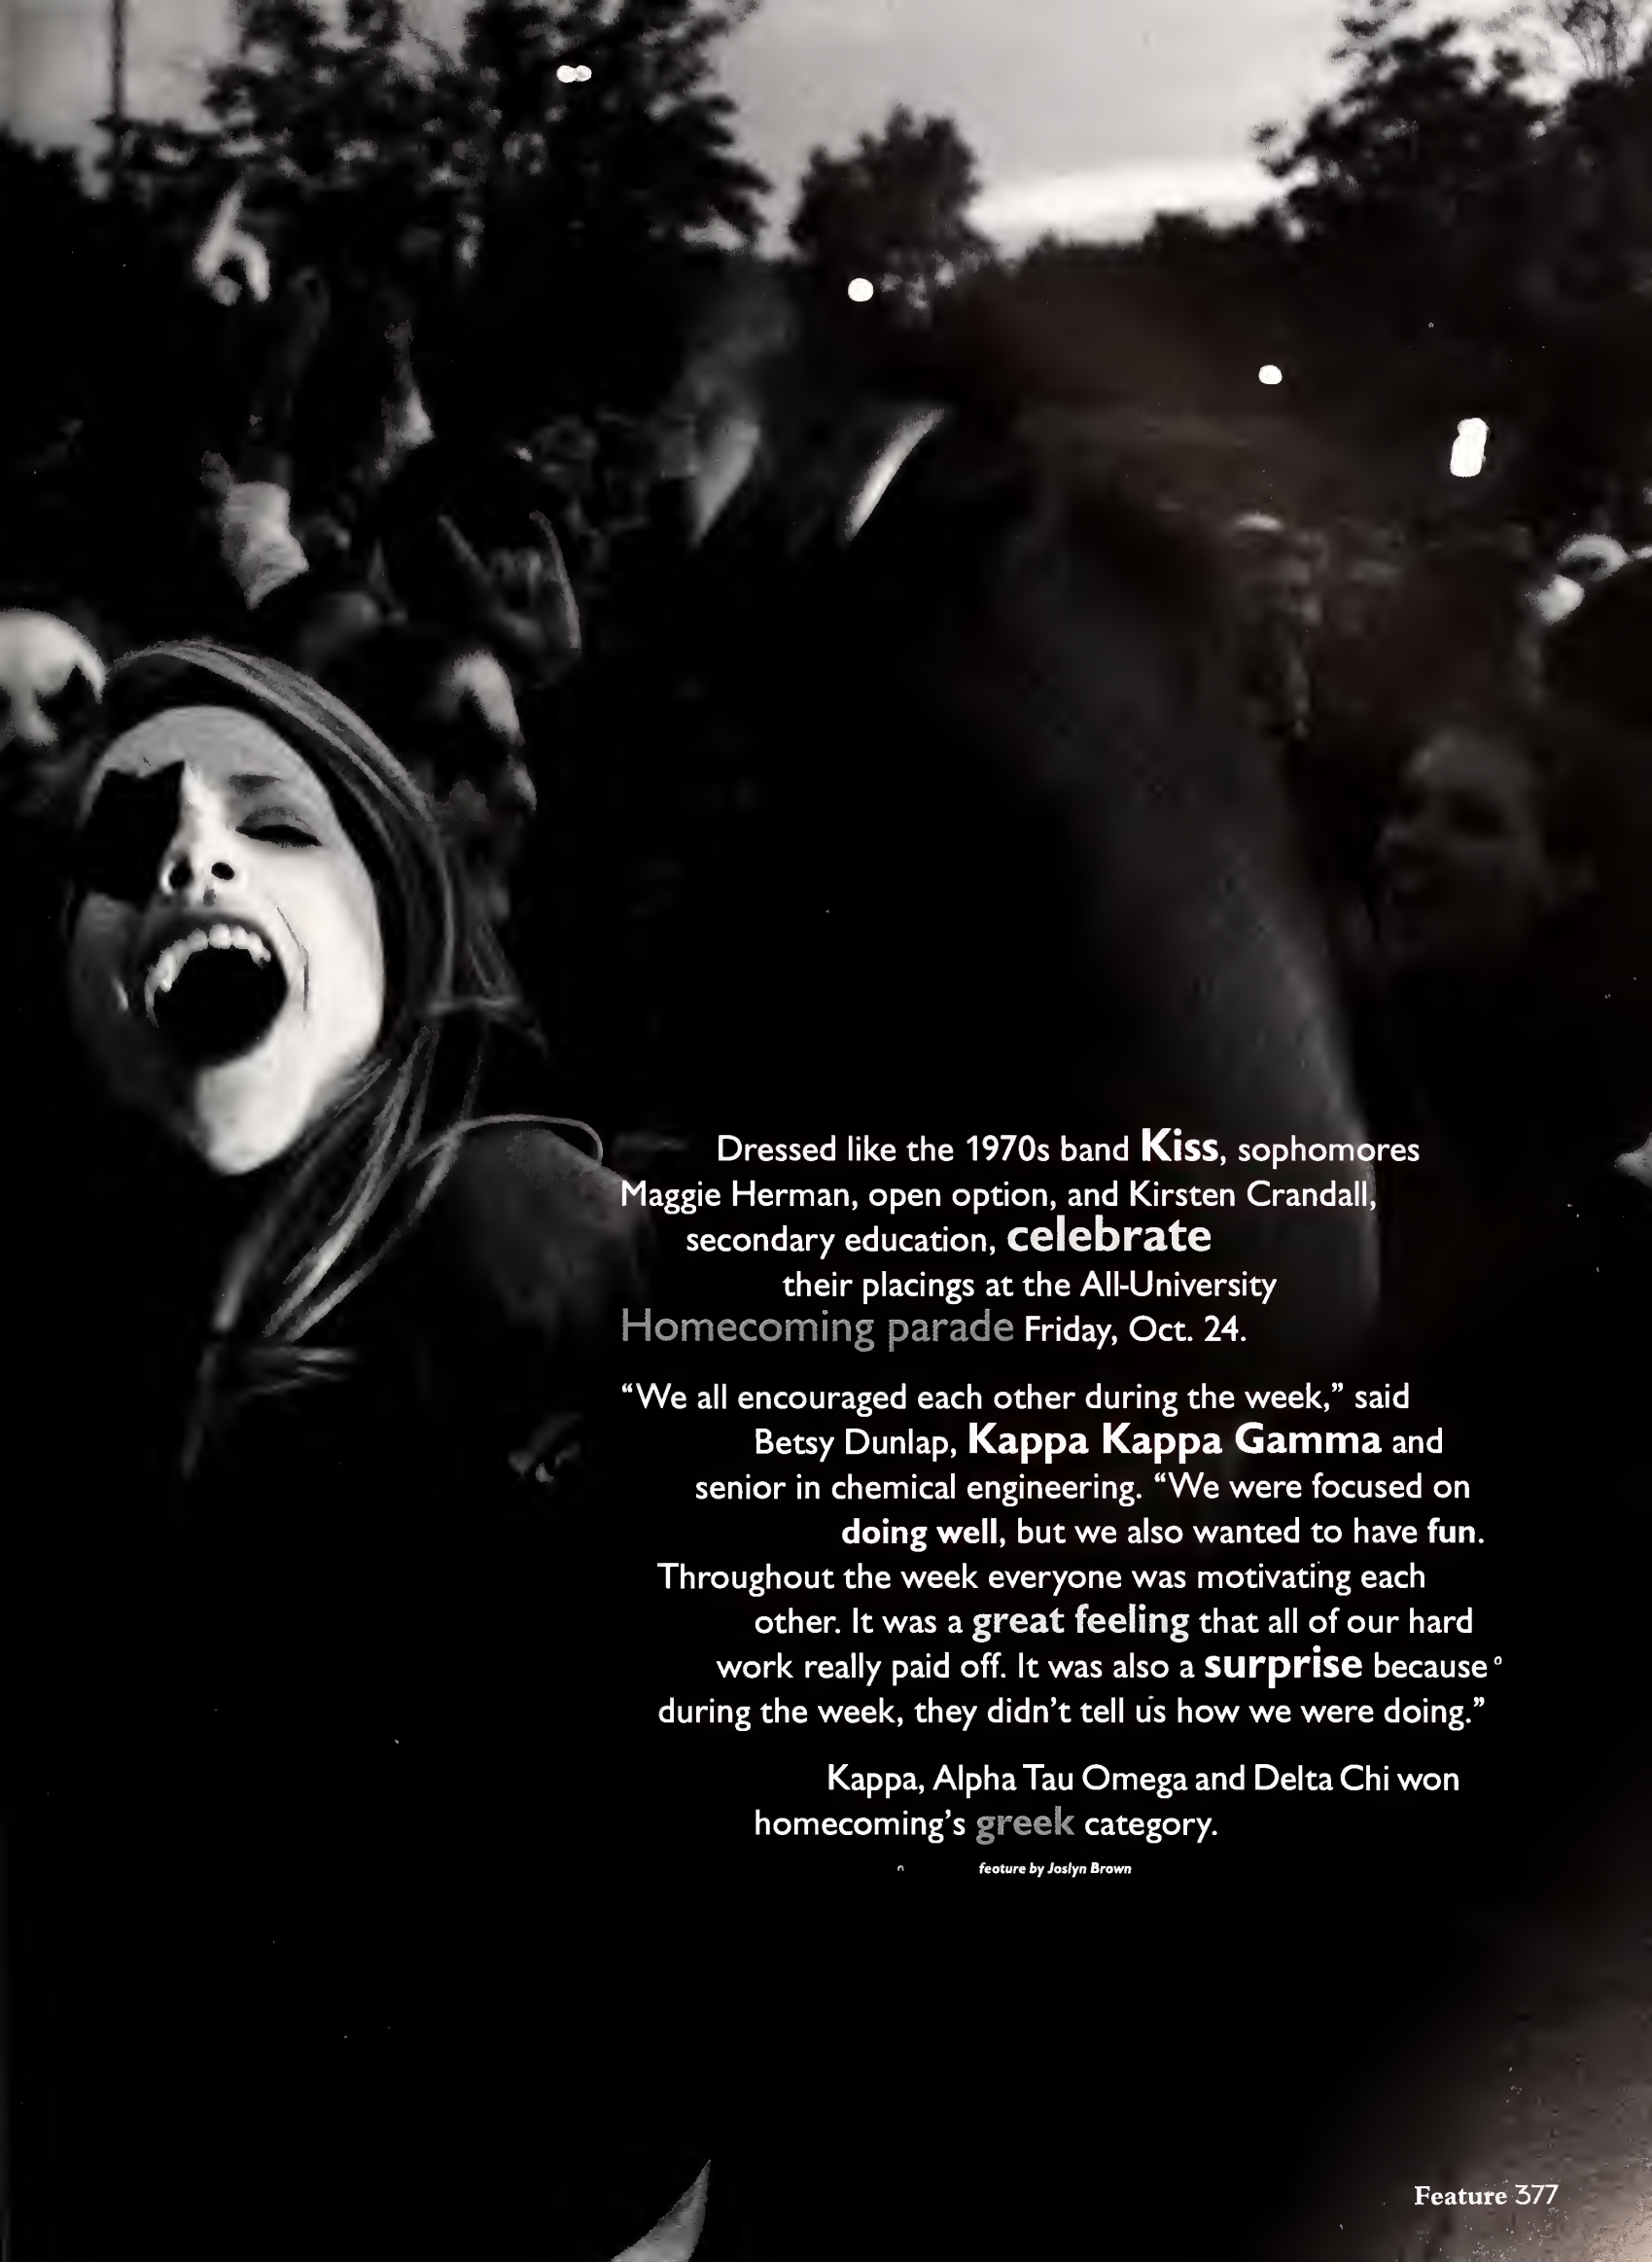 Dressed like the 1970s band Kiss, sophomores
Maggie Herman, open option, and Kirsten Crandall,
secondary education, celebrate
their placings at the All-University
Homecoming parade Friday, Oct. 24.
“We all encouraged each other during the week,” said
Betsy Dunlap, Kappa Kappa Gamma and
senior in chemical engineering. “We were focused on
doing well, but we also wanted to have fun.
Throughout the week everyone was motivating each
other. It was a great feeling that all of our hard
work really paid off. It was also a surprise because
during the week, they didn’t tell us how we were doing.”
Kappa, Alpha Tau Omega and Delta Chi won
homecoming’s greek category.
feature by Joslyn Brown
Feature 377